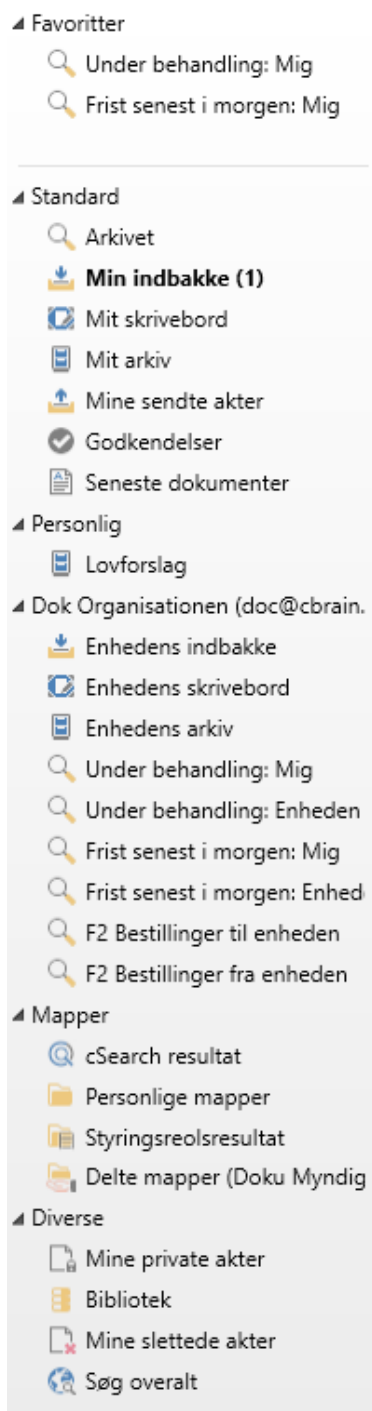 Favoritter
Under behandling: Mig
Frist senest i morgen: Mig
Standard
Arkivet
Min indbakke (1)
Mit skrivebord
Mit arkiv
Mine sendte akter
Godkendelser
Seneste dokumenter
Personlig
Lovforslag
Dok Organisationen (doc@cbrain.
Enhedens indbakke
Enhedens skrivebord
Enhedens arkiv
Under behandling: Mig
Under behandling: Enheden
Frist senest i morgen: Mig
Frist senest i morgen: Enhed
F2 Bestillinger til enheden
F2 Bestillinger fra enheden
Mapper
cSearch resultat
Personlige mapper
Styringsreolsresultat
Delte mapper (Doku Myndig
Diverse
Mine private akter
Bibliotek
Mine slettede akter
Søg overalt